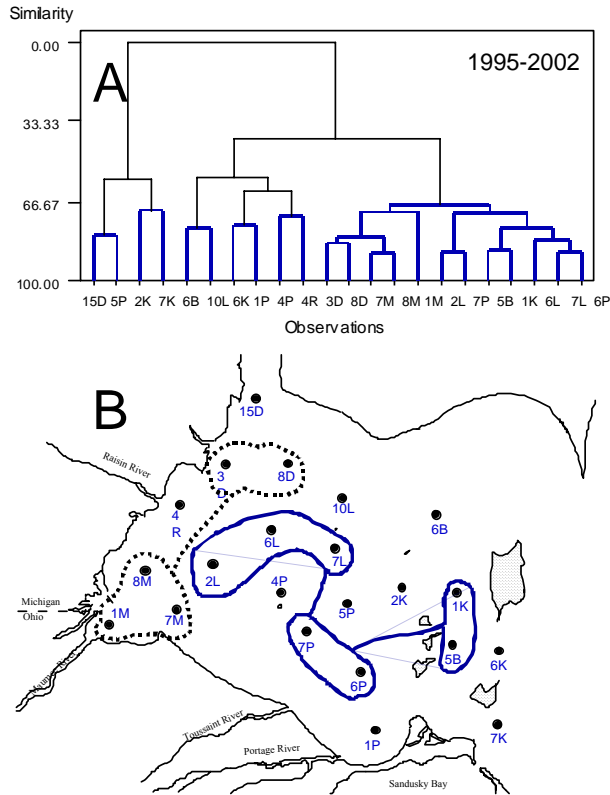 Similarity
0.00
A
1995-2002
33.33
66.67
100.00
15D 5P 2K 7K 6B 10L 6K 1P 4P 4R 3D 8D 7M 8M 1M 2L 7P 5B 1K 6L 7L 6P
Observations
B
15D
Raisin River
3
D
8D
10L
4
R
6B
6L
7L
8M
2L
4P
2K
1K
5P
Michigan
Ohio
1M
7M
7P
5B
6K
Maumee River
6P
Toussaint River
1P
7K
Portage River
Sandusky Bay